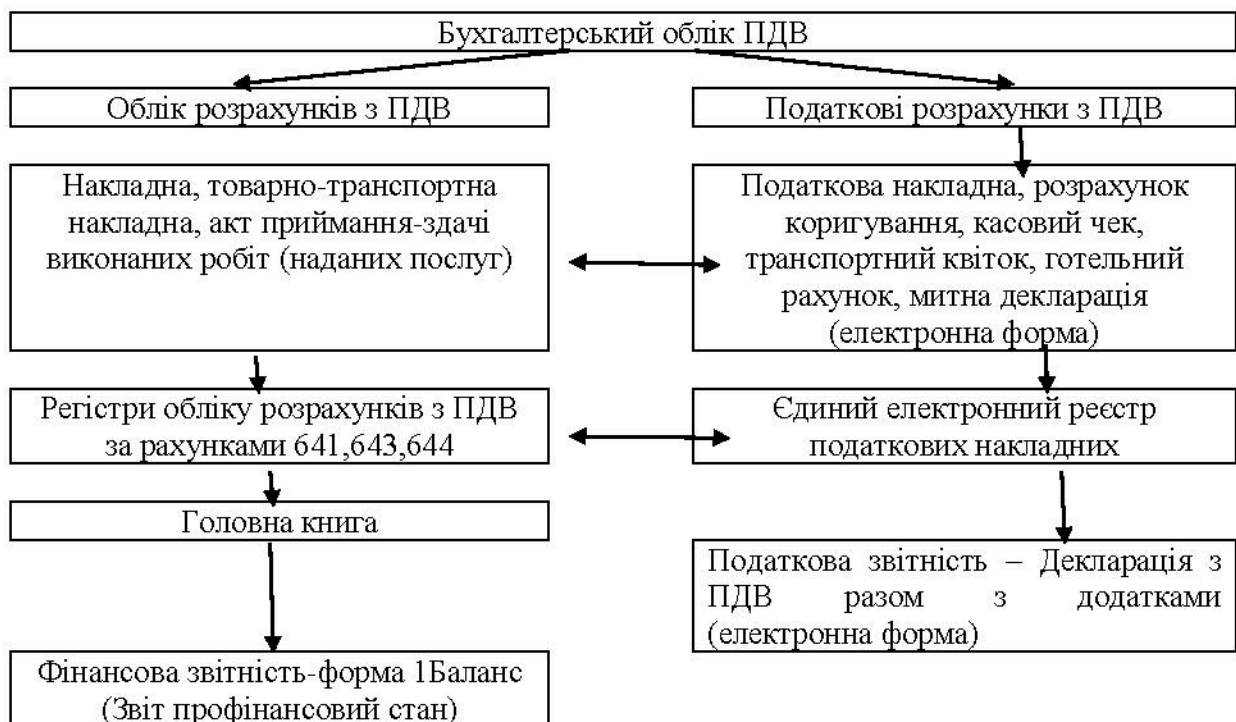 Бухгалтерський облік ПДВ
Облік розрахунків з ПДВ
Податкові розрахунки з ПДВ
Накладна, товарно-транспортна
накладна, акт приймання-здачі
виконаних робіт (наданих послуг)
Податкова накладна, розрахунок
коригування, касовий чек,
транспортний квіток, готельний
рахунок, митна декларація
(електронна форма)
Регістри обліку розрахунків з ПДВ
за рахунками 641,643,644
Єдиний електронний реєстр
податкових накладних
Головна книга
Податкова звітність – Декларація з
ПДВ разом з додатками
(електронна форма)
Фінансова звітність-форма 1Баланс
(Звіт профінансовий стан)